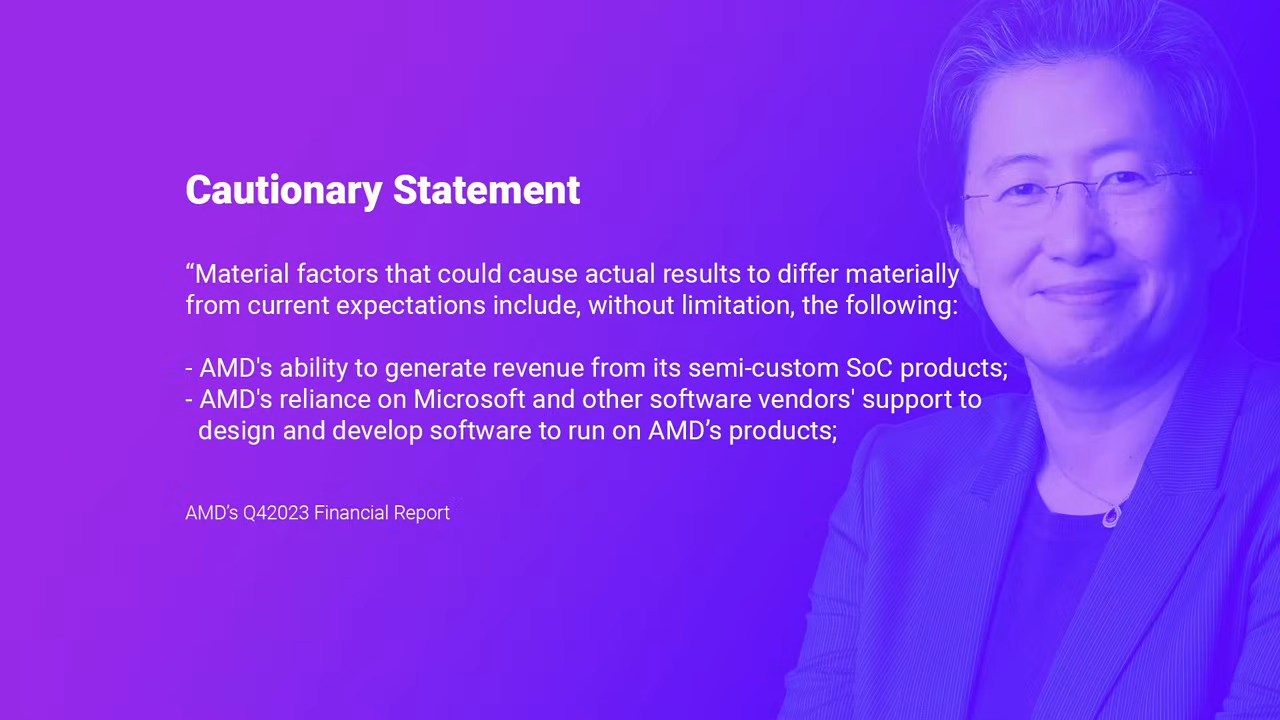 Cautionary Statement
“Material factors that could cause actual results to differ materially
from current expectations include, without limitation, the following:
- AMD's ability to generate revenue from its semi-custom SoC products;
- AMD's reliance on Microsoft and other software vendors' support to
design and develop software to run on AMD’s products;
AMD’s Q42023 Financial Report